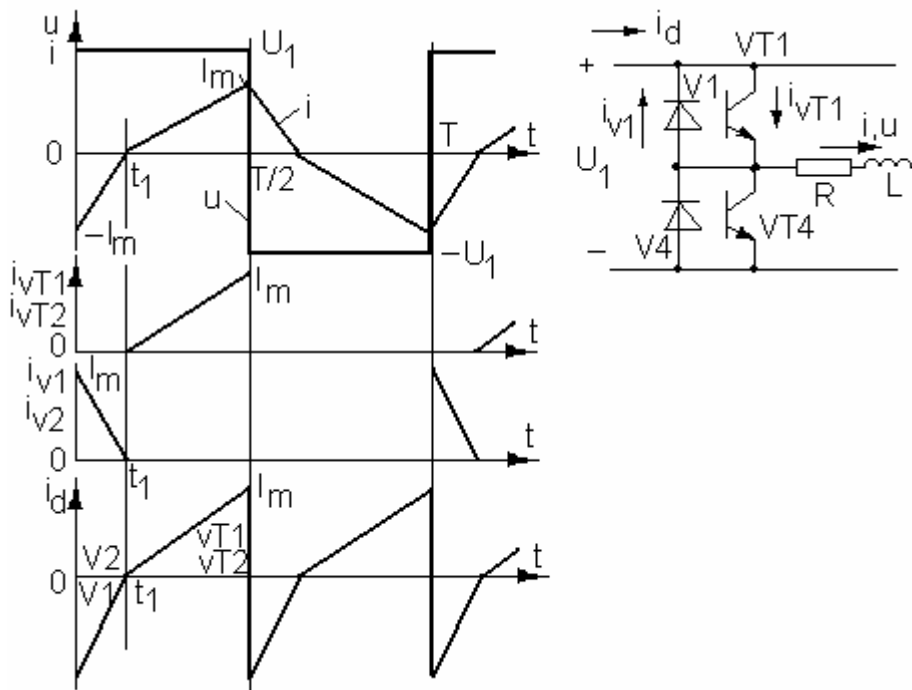 u
i
U1
Im
i
0
t1
T/2
T
t
u
−Im
−U1
iVT1
iVT2
Im
0
t
iV1
Im
iV2
0
t1
t
id
Im
VT1
V2
VT2
0
V1
t1
t
id
VT1
+
V1
iV1
iVT1
i,u
U1
R
L
V4
VT4
−